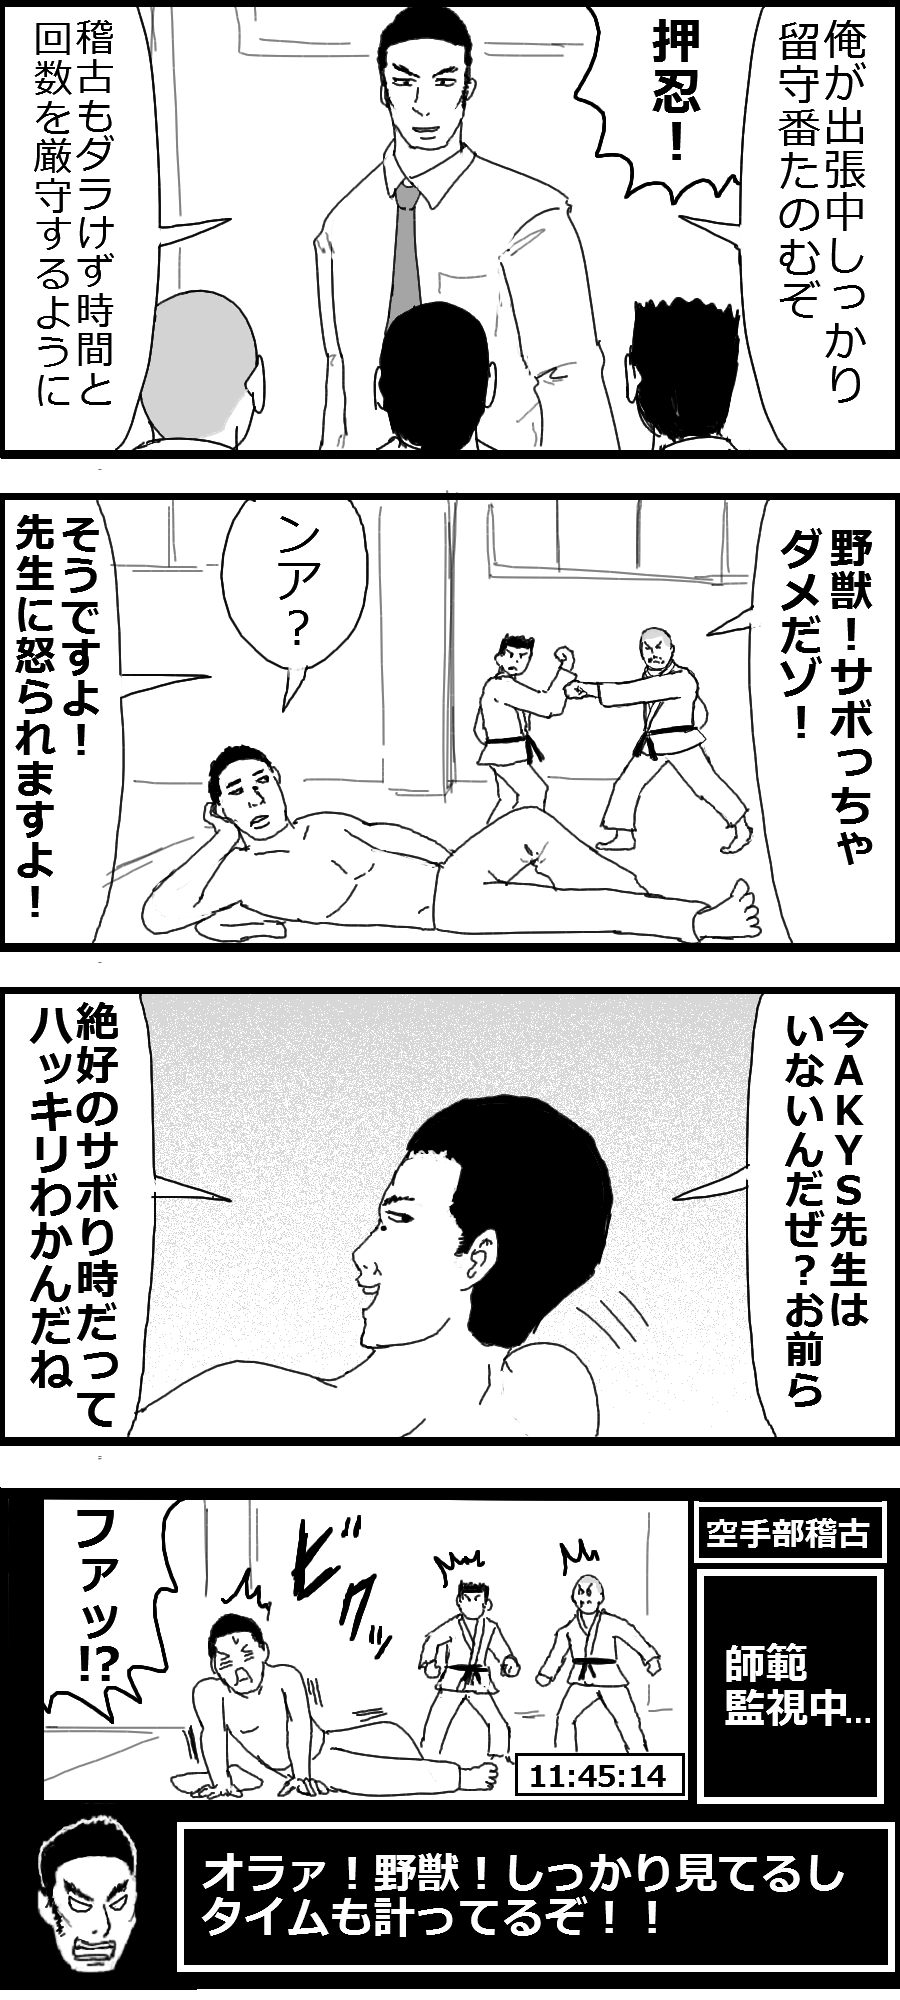 俺が出張中しっかり
留守番たのむぞ
押忍！
稽古もダラけず時間と
回数を厳守するように
野獣！サボっちゃ
ダメだゾ！
ンア？
そうですよ！
先生に怒られますよ！
今ＡＫＹＳ先生は
いないんだぜ？お前ら
絶好のサボり時だって
ハッキリわかんだね
空手部稽古
師範
監視中…
ビクッ
ファッ!?
11:45:14
オラァ！野獣！しっかり見てるし
タイムも計ってるぞ！！